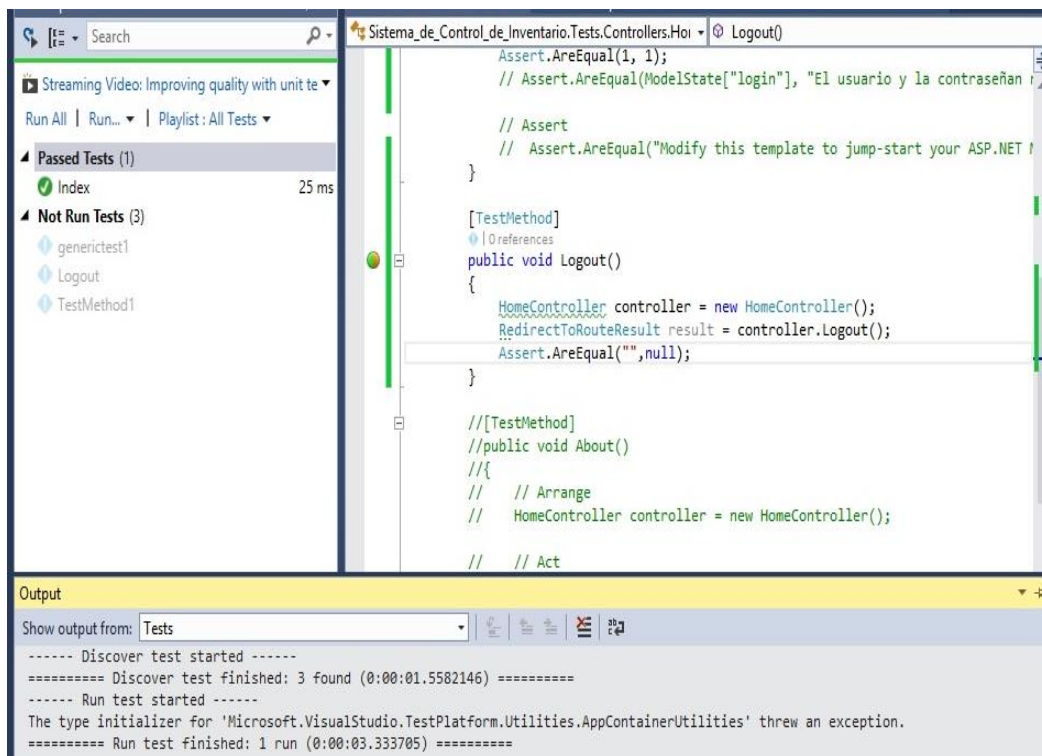 Search
Streaming Video: Improving quality with unit te
Run All | Run... | Playlist : All Tests
Passed Tests (1)
Index 25 ms
Not Run Tests (3)
generictest1
Logout
TestMethod1
Sistema_de_Control_de_Inventario.Tests.Controllers.Ho
Logout()
Assert.AreEqual(1, 1);
// Assert.AreEqual(ModelState["login"], "El usuario y la contraseñan
// Assert
// Assert.AreEqual("Modify this template to jump-start your ASP.NET
}
[TestMethod]
0 references
public void Logout()
{
HomeController controller = new HomeController();
RedirectToRouteResult result = controller.Logout();
Assert.AreEqual("",null);
}
//[TestMethod]
//public void About()
//{
// // Arrange
// HomeController controller = new HomeController();
// // Act
Output
Show output from: Tests
------ Discover test started ------
========== Discover test finished: 3 found (0:00:01.5582146) ==========
------ Run test started ------
The type initializer for 'Microsoft.VisualStudio.TestPlatform.Utilities.AppContainerUtilities' threw an exception.
========== Run test finished: 1 run (0:00:03.333705) ==========